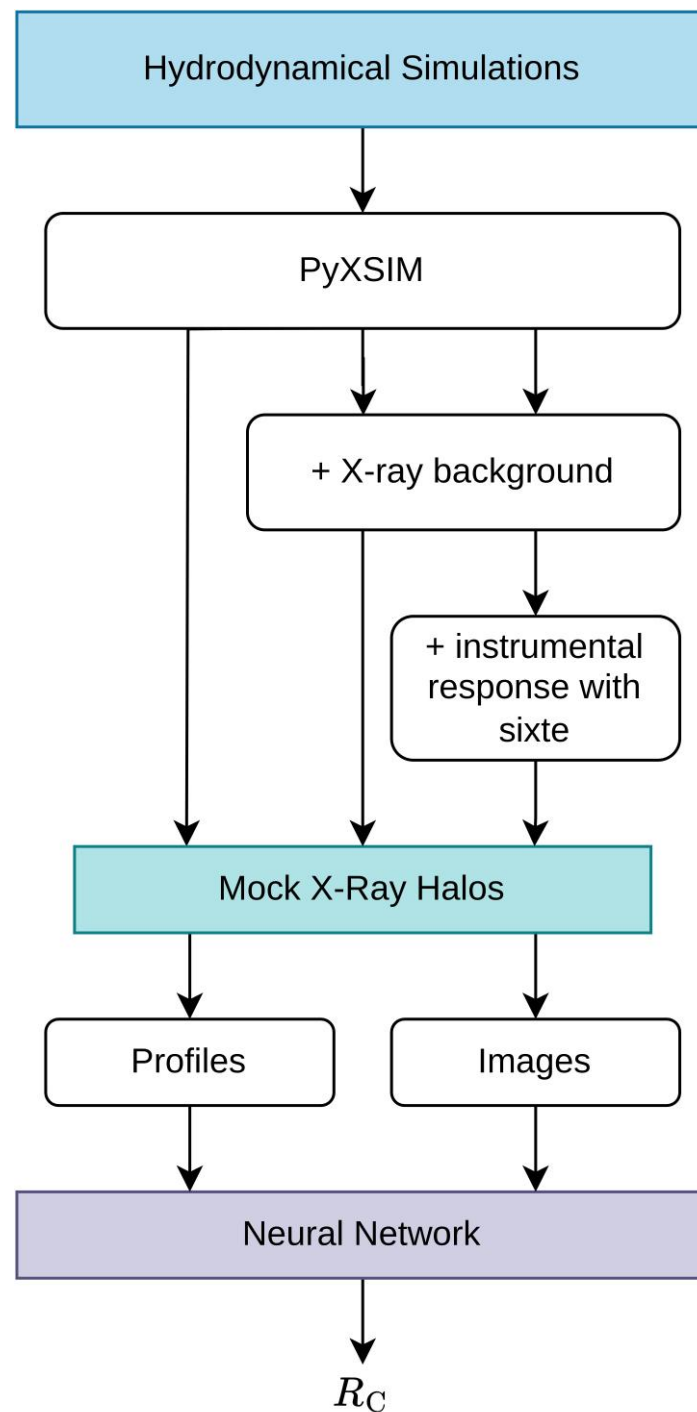 Hydrodynamical Simulations
PyXSIM
+ X-ray background
+ instrumental
response with
sixte
Mock X-Ray Halos
Profiles
Images
Neural Network
R_C